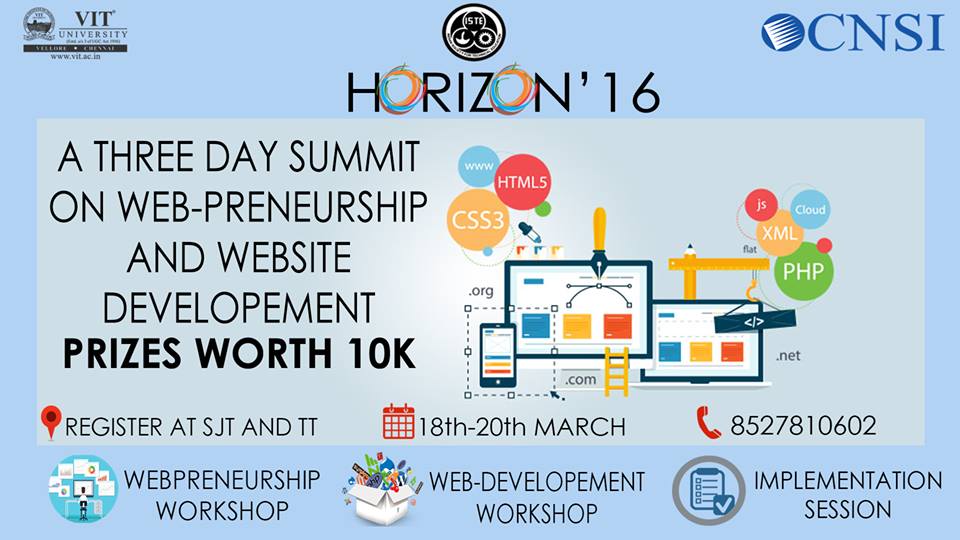 VIT
UNIVERSITY
VELLORE • CHENNAI
www.vit.ac.in
ISTE
CNSI
HORIZON'16
A THREE DAY SUMMIT
ON WEB-PRENEURSHIP
AND WEBSITE
DEVELOPEMENT
PRIZES WORTH 10K
www
HTML5
CSS3
js
Cloud
XML
flat
PHP
.org
</>
.net
.com
REGISTER AT SJT AND TT
18th-20th MARCH
8527810602
WEBPRENEURSHIP
WORKSHOP
WEB-DEVELOPEMENT
WORKSHOP
IMPLEMENTATION
SESSION